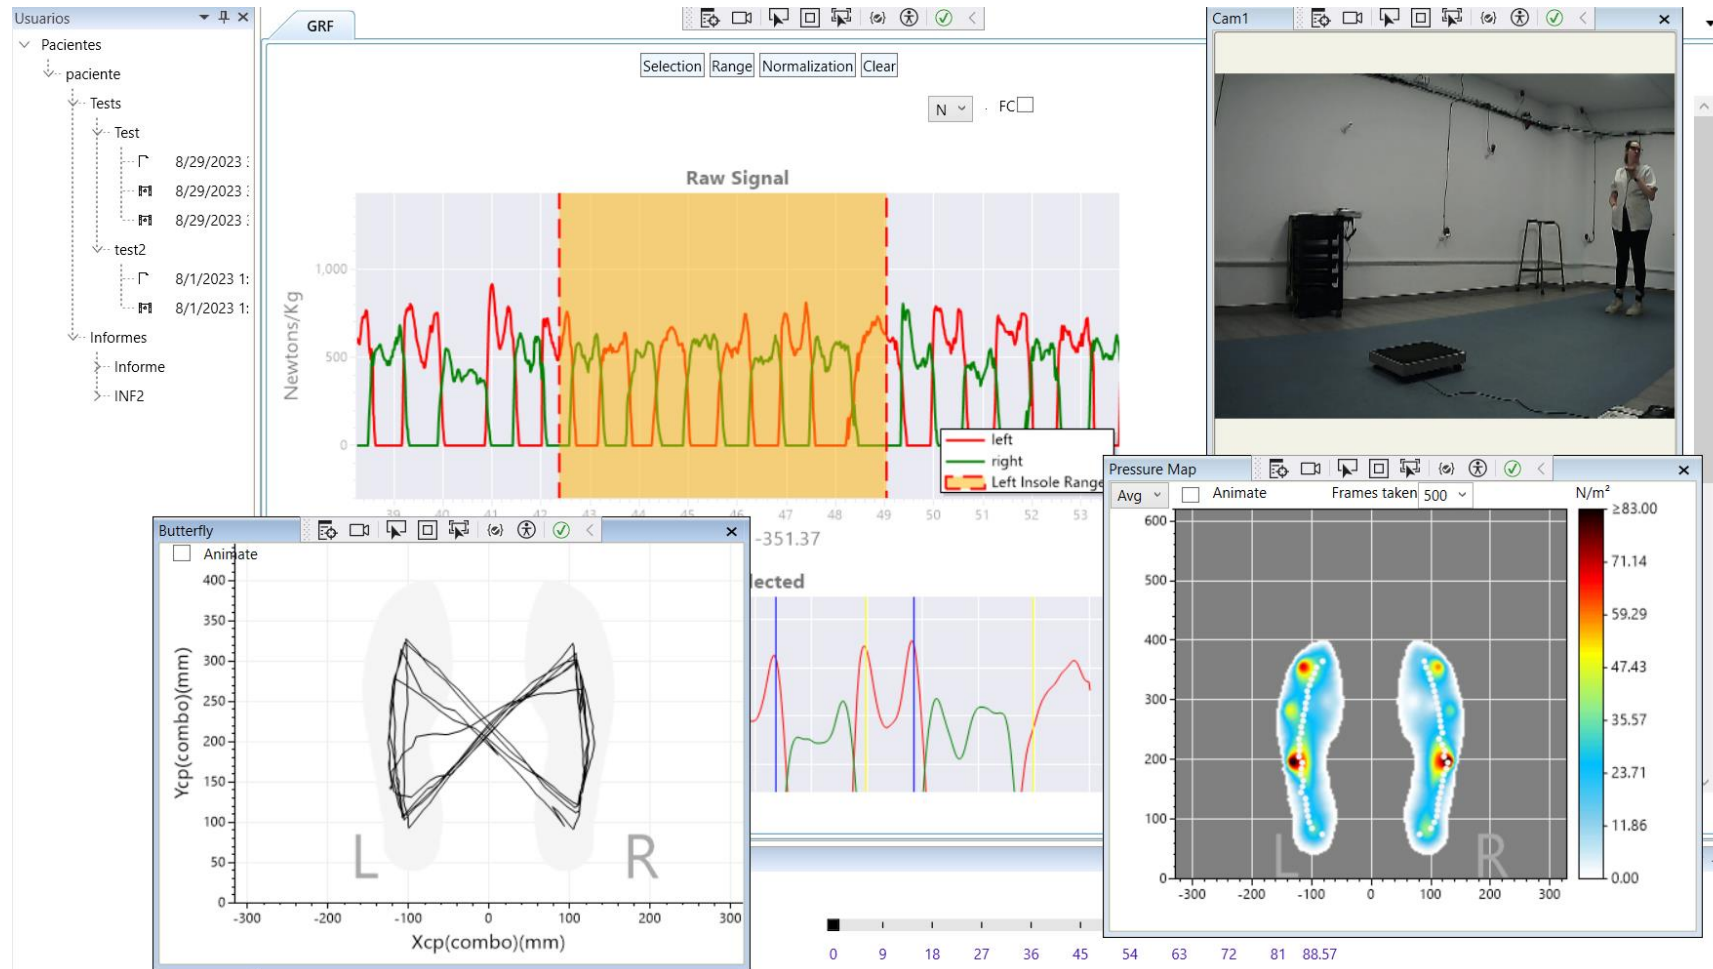 Usuarios
Pacientes
paciente
Tests
Test
8/29/2023
8/29/2023
8/29/2023
test2
8/1/2023 1:
8/1/2023 1:
Informes
Informe
INF2
GRF
Selection Range Normalization Clear
N FC
Raw Signal
Newtons/Kg
1,000
500
0
39 40 41 42 43 44 45 46 47 48 49 50 51 52 53
left
right
Left Insole Range
-351.37
lected
Cam1
Butterfly
Animate
Ycp(combo)(mm)
400
350
300
250
200
150
100
50
0
L R
-300 -200 -100 0 100 200 300
Xcp(combo)(mm)
Pressure Map
Avg Animate Frames taken 500 N/m²
600
500
400
300
200
100
0
L R
-300 -200 -100 0 100 200 300
≥83.00
71.14
59.29
47.43
35.57
23.71
11.86
0.00
0 9 18 27 36 45 54 63 72 81 88.57